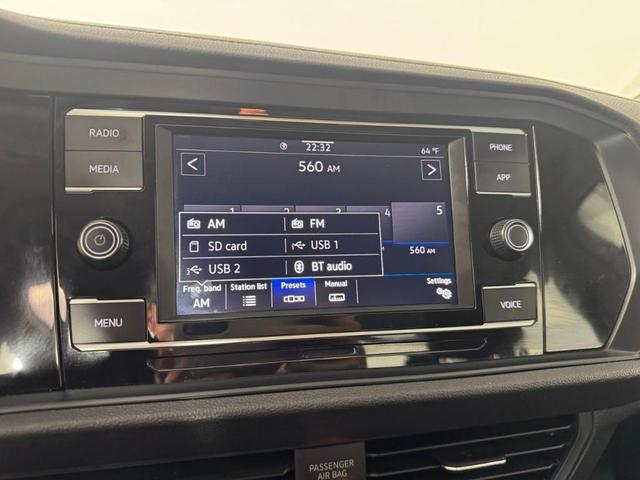 RADIO
MEDIA
MENU
22:32
64 °F
560 AM
4
5
560 AM
AM
FM
SD card
USB 1
USB 2
BT audio
Freq. band
AM
Station list
Presets
Manual
Settings
PHONE
APP
VOICE
PASSENGER
AIR BAG